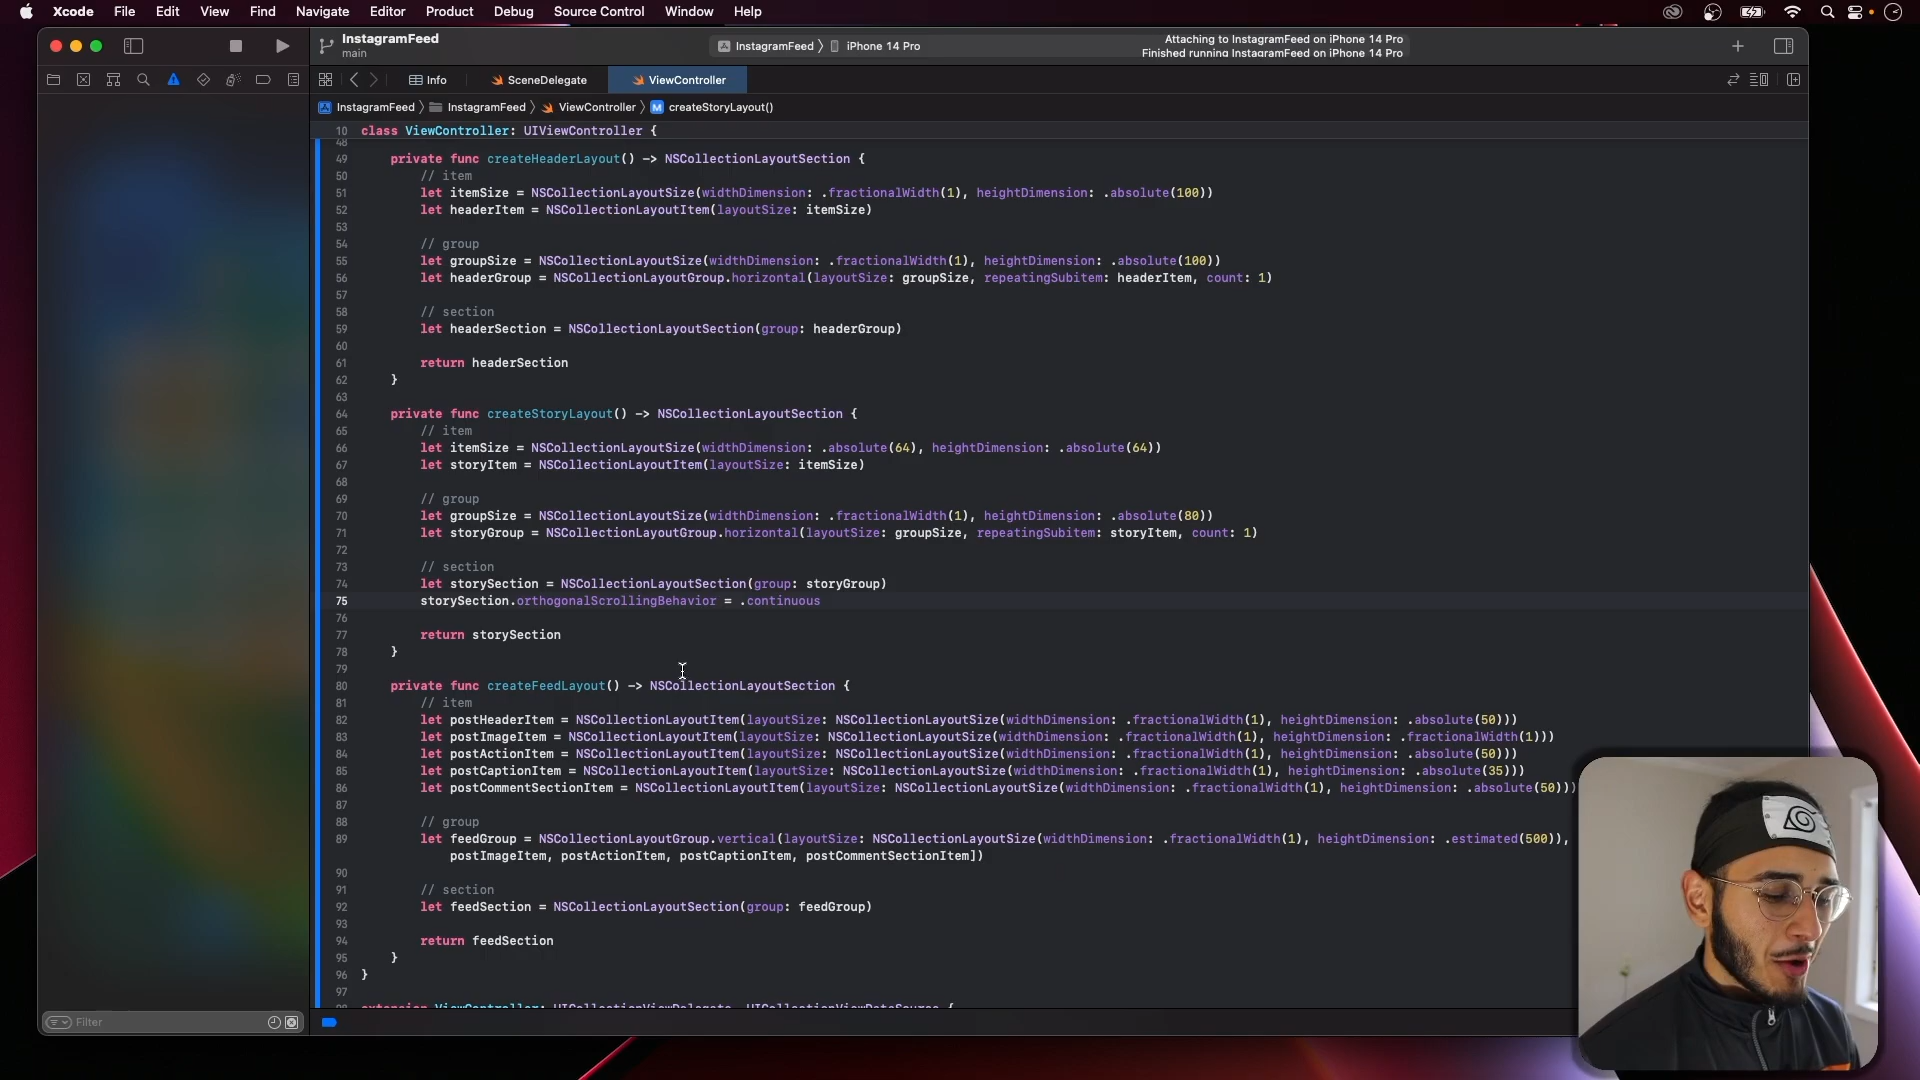 Xcode File Edit View Find Navigate Editor Product Debug Source Control Window Help
InstagramFeed
main
InstagramFeed 〉 iPhone 14 Pro
Attaching to InstagramFeed on iPhone 14 Pro
Finished running InstagramFeed on iPhone 14 Pro
Info SceneDelegate ViewController
InstagramFeed 〉 InstagramFeed 〉 ViewController 〉 M createStoryLayout()
10 class ViewController: UIViewController {
48
49 private func createHeaderLayout() -> NSCollectionLayoutSection {
50 // item
51 let itemSize = NSCollectionLayoutSize(widthDimension: .fractionalWidth(1), heightDimension: .absolute(100))
52 let headerItem = NSCollectionLayoutItem(layoutSize: itemSize)
53
54 // group
55 let groupSize = NSCollectionLayoutSize(widthDimension: .fractionalWidth(1), heightDimension: .absolute(100))
56 let headerGroup = NSCollectionLayoutGroup.horizontal(layoutSize: groupSize, repeatingSubitem: headerItem, count: 1)
57
58 // section
59 let headerSection = NSCollectionLayoutSection(group: headerGroup)
60
61 return headerSection
62 }
63
64 private func createStoryLayout() -> NSCollectionLayoutSection {
65 // item
66 let itemSize = NSCollectionLayoutSize(widthDimension: .absolute(64), heightDimension: .absolute(64))
67 let storyItem = NSCollectionLayoutItem(layoutSize: itemSize)
68
69 // group
70 let groupSize = NSCollectionLayoutSize(widthDimension: .fractionalWidth(1), heightDimension: .absolute(80))
71 let storyGroup = NSCollectionLayoutGroup.horizontal(layoutSize: groupSize, repeatingSubitem: storyItem, count: 1)
72
73 // section
74 let storySection = NSCollectionLayoutSection(group: storyGroup)
75 storySection.orthogonalScrollingBehavior = .continuous
76
77 return storySection
78 }
79
80 private func createFeedLayout() -> NSCollectionLayoutSection {
81 // item
82 let postHeaderItem = NSCollectionLayoutItem(layoutSize: NSCollectionLayoutSize(widthDimension: .fractionalWidth(1), heightDimension: .absolute(50)))
83 let postImageItem = NSCollectionLayoutItem(layoutSize: NSCollectionLayoutSize(widthDimension: .fractionalWidth(1), heightDimension: .fractionalWidth(1)))
84 let postActionItem = NSCollectionLayoutItem(layoutSize: NSCollectionLayoutSize(widthDimension: .fractionalWidth(1), heightDimension: .absolute(50)))
85 let postCaptionItem = NSCollectionLayoutItem(layoutSize: NSCollectionLayoutSize(widthDimension: .fractionalWidth(1), heightDimension: .absolute(35)))
86 let postCommentSectionItem = NSCollectionLayoutItem(layoutSize: NSCollectionLayoutSize(widthDimension: .fractionalWidth(1), heightDimension: .absolute(50)))
87
88 // group
89 let feedGroup = NSCollectionLayoutGroup.vertical(layoutSize: NSCollectionLayoutSize(widthDimension: .fractionalWidth(1), heightDimension: .estimated(500)),
postImageItem, postActionItem, postCaptionItem, postCommentSectionItem])
90
91 // section
92 let feedSection = NSCollectionLayoutSection(group: feedGroup)
93
94 return feedSection
95 }
96 }
97
98 extension ViewController: UICollectionViewDelegate, UICollectionViewDataSource {
Filter